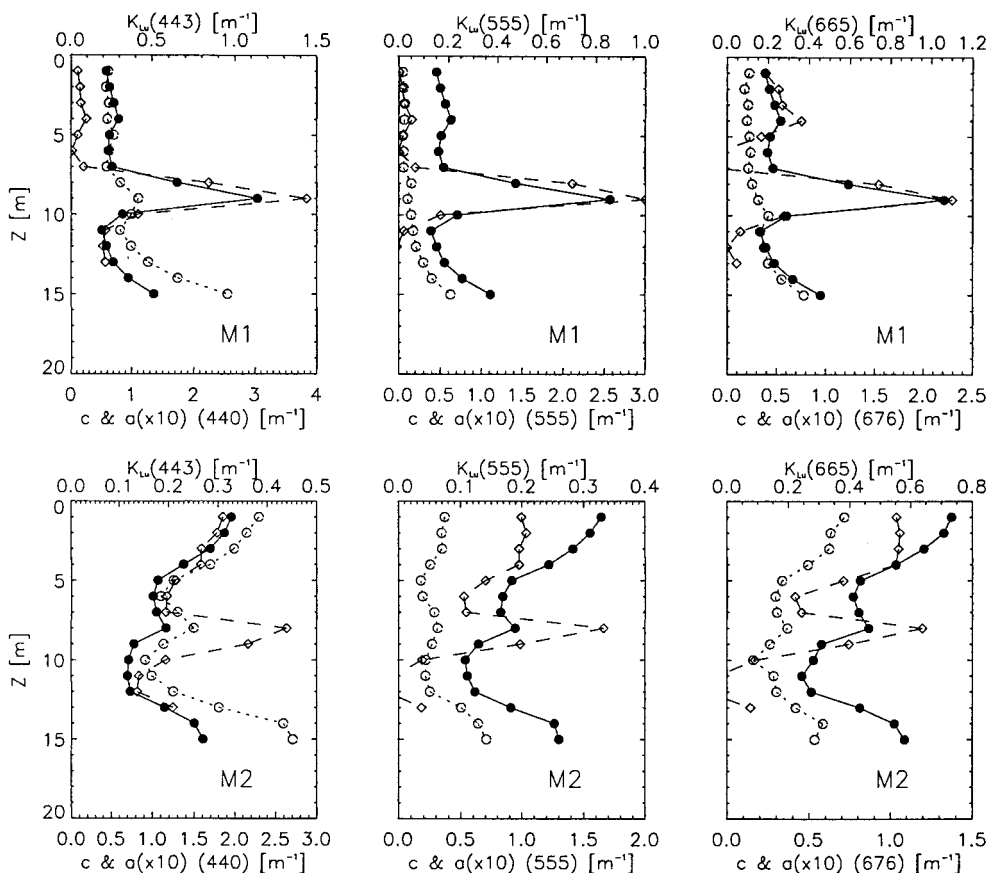 K_Lu(443) [m⁻¹] K_Lu(555) [m⁻¹] K_Lu(665) [m⁻¹]
0.0 0.5 1.0 1.5 0.0 0.2 0.4 0.6 0.8 1.0 0.0 0.2 0.4 0.6 0.8 1.0 1.2
0
5
10
15
20
Z [m]
M1 M1 M1
0 1 2 3 4 0.0 0.5 1.0 1.5 2.0 2.5 3.0 0.0 0.5 1.0 1.5 2.0 2.5
c & a(x10) (440) [m⁻¹] c & a(x10) (555) [m⁻¹] c & a(x10) (676) [m⁻¹]
K_Lu(443) [m⁻¹] K_Lu(555) [m⁻¹] K_Lu(665) [m⁻¹]
0.0 0.1 0.2 0.3 0.4 0.5 0.0 0.1 0.2 0.3 0.4 0.0 0.2 0.4 0.6 0.8
0
5
10
15
20
Z [m]
M2 M2 M2
0.0 0.5 1.0 1.5 2.0 2.5 3.0 0.0 0.5 1.0 1.5 2.0 0.0 0.5 1.0 1.5
c & a(x10) (440) [m⁻¹] c & a(x10) (555) [m⁻¹] c & a(x10) (676) [m⁻¹]